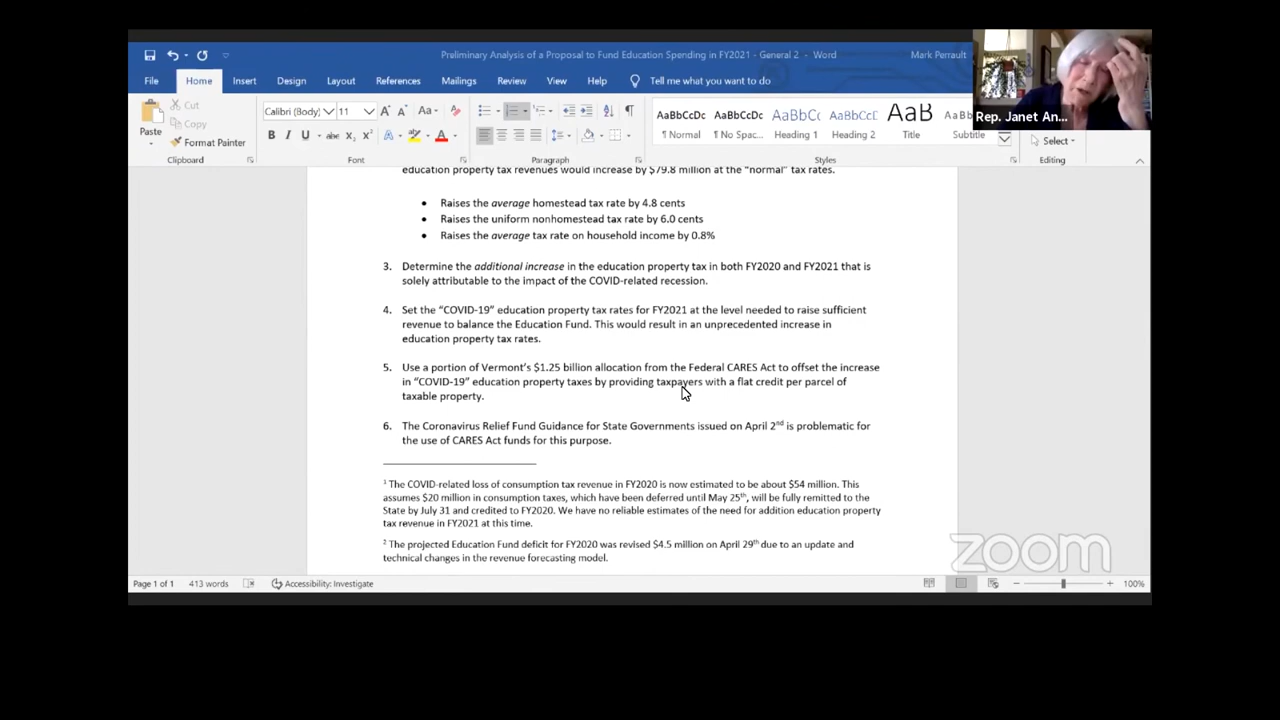 Preliminary Analysis of a Proposal to Fund Education Spending in FY2021 - General 2 - Word
Mark Perrault
File Home Insert Design Layout References Mailings Review View Help Tell me what you want to do
Rep. Janet An...
Paste
Cut
Copy
Format Painter
Calibri (Body) 11
Clipboard Font Paragraph Styles Editing
AaBbCcDc AaBbCcDc AaBbCc AaBbCcD AaB AaBb
¶ Normal ¶ No Spac... Heading 1 Heading 2 Title Subtitle
Select
education property tax revenues would increase by $79.8 million at the “normal” tax rates.
• Raises the average homestead tax rate by 4.8 cents
• Raises the uniform nonhomestead tax rate by 6.0 cents
• Raises the average tax rate on household income by 0.8%
3. Determine the additional increase in the education property tax in both FY2020 and FY2021 that is
solely attributable to the impact of the COVID-related recession.
4. Set the “COVID-19” education property tax rates for FY2021 at the level needed to raise sufficient
revenue to balance the Education Fund. This would result in an unprecedented increase in
education property tax rates.
5. Use a portion of Vermont’s $1.25 billion allocation from the Federal CARES Act to offset the increase
in “COVID-19” education property taxes by providing taxpayers with a flat credit per parcel of
taxable property.
6. The Coronavirus Relief Fund Guidance for State Governments issued on April 2nd is problematic for
the use of CARES Act funds for this purpose.
1 The COVID-related loss of consumption tax revenue in FY2020 is now estimated to be about $54 million. This
assumes $20 million in consumption taxes, which have been deferred until May 25th, will be fully remitted to the
State by July 31 and credited to FY2020. We have no reliable estimates of the need for addition education property
tax revenue in FY2021 at this time.
2 The projected Education Fund deficit for FY2020 was revised $4.5 million on April 29th due to an update and
technical changes in the revenue forecasting model.
zoom
Page 1 of 1 413 words Accessibility: Investigate 100%